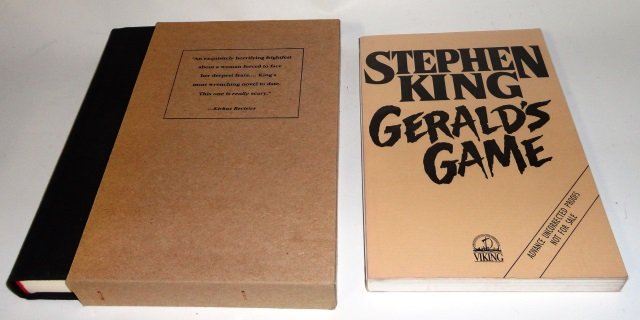 "An exquisitely horrifying frightfest
about a woman forced to face
her deepest fears... King's
most wrenching novel to date.
This one is really scary."
—Kirkus Reviews
STEPHEN
KING
GERALD'S
GAME
ADVANCE UNCORRECTED PROOFS
NOT FOR SALE
VIKING